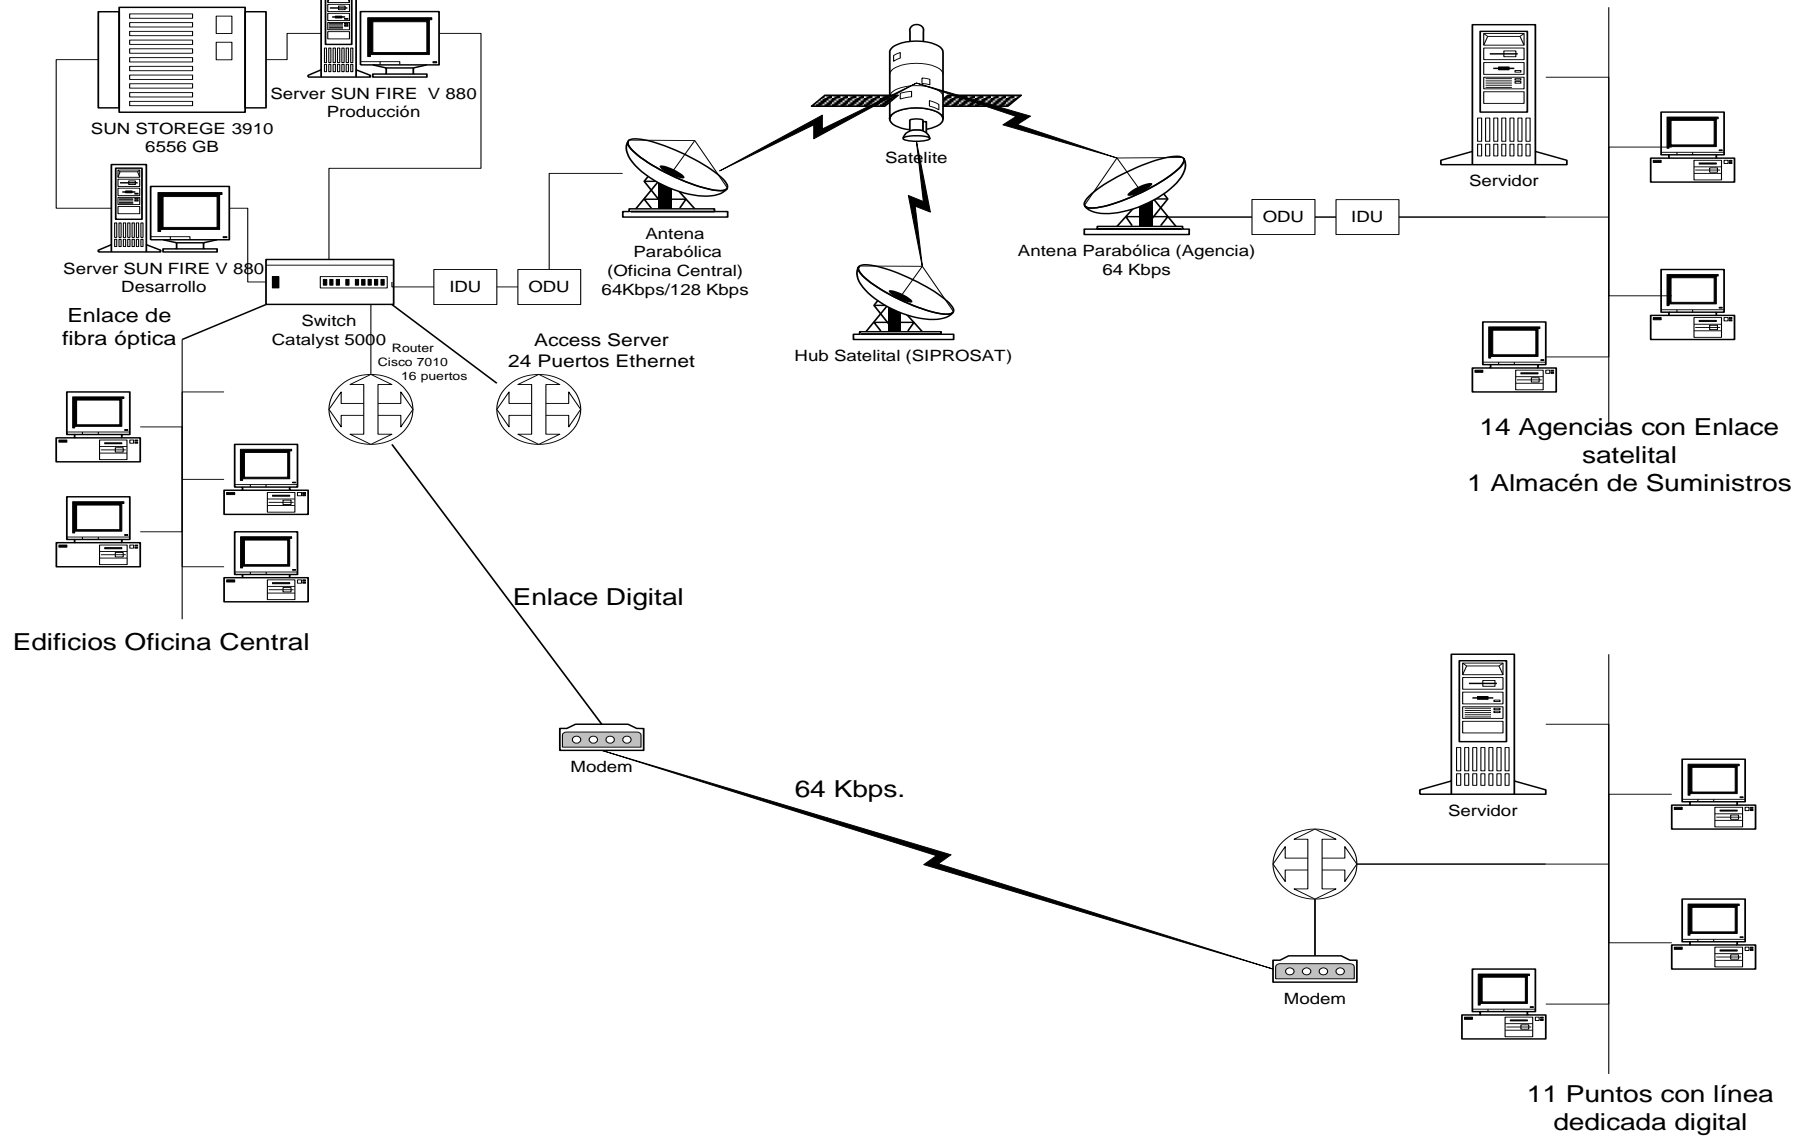 Server SUN FIRE  V 880
Producción
SUN STOREGE 3910
6556 GB
Server SUN FIRE V 880
Desarrollo
Enlace de
fibra óptica
Switch
Catalyst 5000
IDU
ODU
Antena
Parabólica
(Oficina Central)
64Kbps/128 Kbps
Satelite
Hub Satelital (SIPROSAT)
Antena Parabólica (Agencia)
64 Kbps
ODU
IDU
Servidor
14 Agencias con Enlace
satelital
1 Almacén de Suministros
Router
Cisco 7010
16 puertos
Access Server
24 Puertos Ethernet
Edificios Oficina Central
Enlace Digital
Modem
64 Kbps.
Modem
Servidor
11 Puntos con línea
dedicada digital